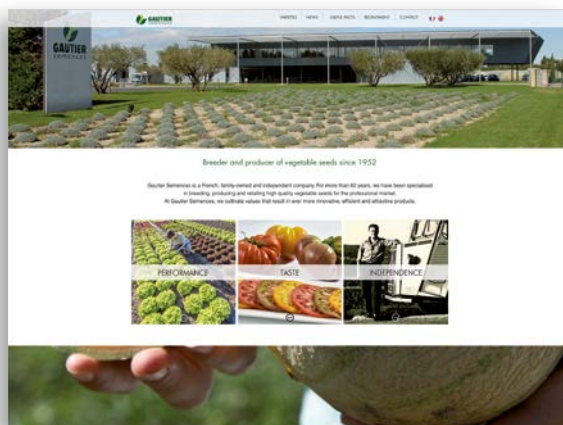 GAUTIER
SEMENCES
VARIETIES NEWS USEFUL FACTS RECRUITMENT CONTACT
GAUTIER
semences
Breeder and producer of vegetable seeds since 1952
Gautier Semences is a French, family-owned and independent company. For more than 60 years, we have been specialised
in breeding, producing and retailing high quality vegetable seeds for the professional market.
At Gautier Semences, we cultivate values that result in ever more innovative, efficient and attractive products.
PERFORMANCE
TASTE
INDEPENDENCE